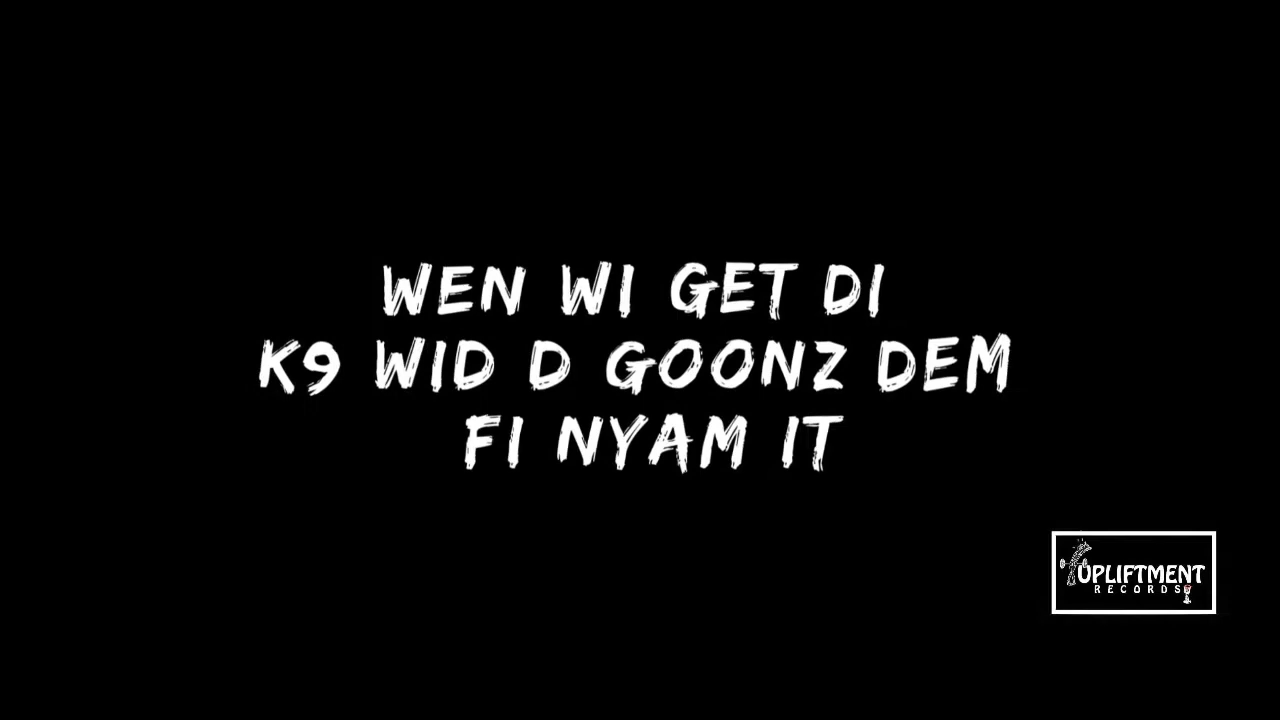 WEN WI GET DI
K9 WID D GOONZ DEM
FI NYAM IT
UPLIFTMENT
RECORDS